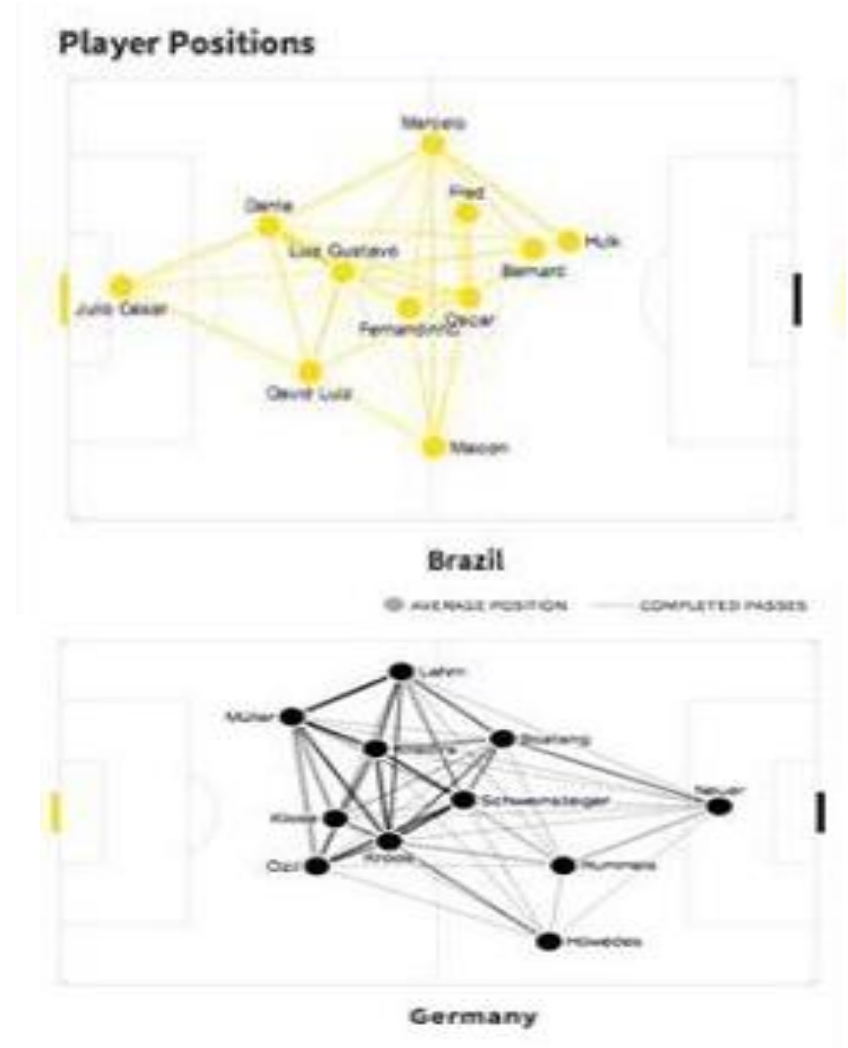 Player Positions
Marcelo
Fred
Dante
Hulk
Luiz Gustavo
Bernard
Julio Cesar
Oscar
Fernandinho
David Luiz
Maicon
Brazil
AVERAGE POSITION
COMPLETED PASSES
Lahm
Müller
Khedira
Boateng
Neuer
Schweinsteiger
Klose
Kroos
Özil
Hummels
Höwedes
Germany